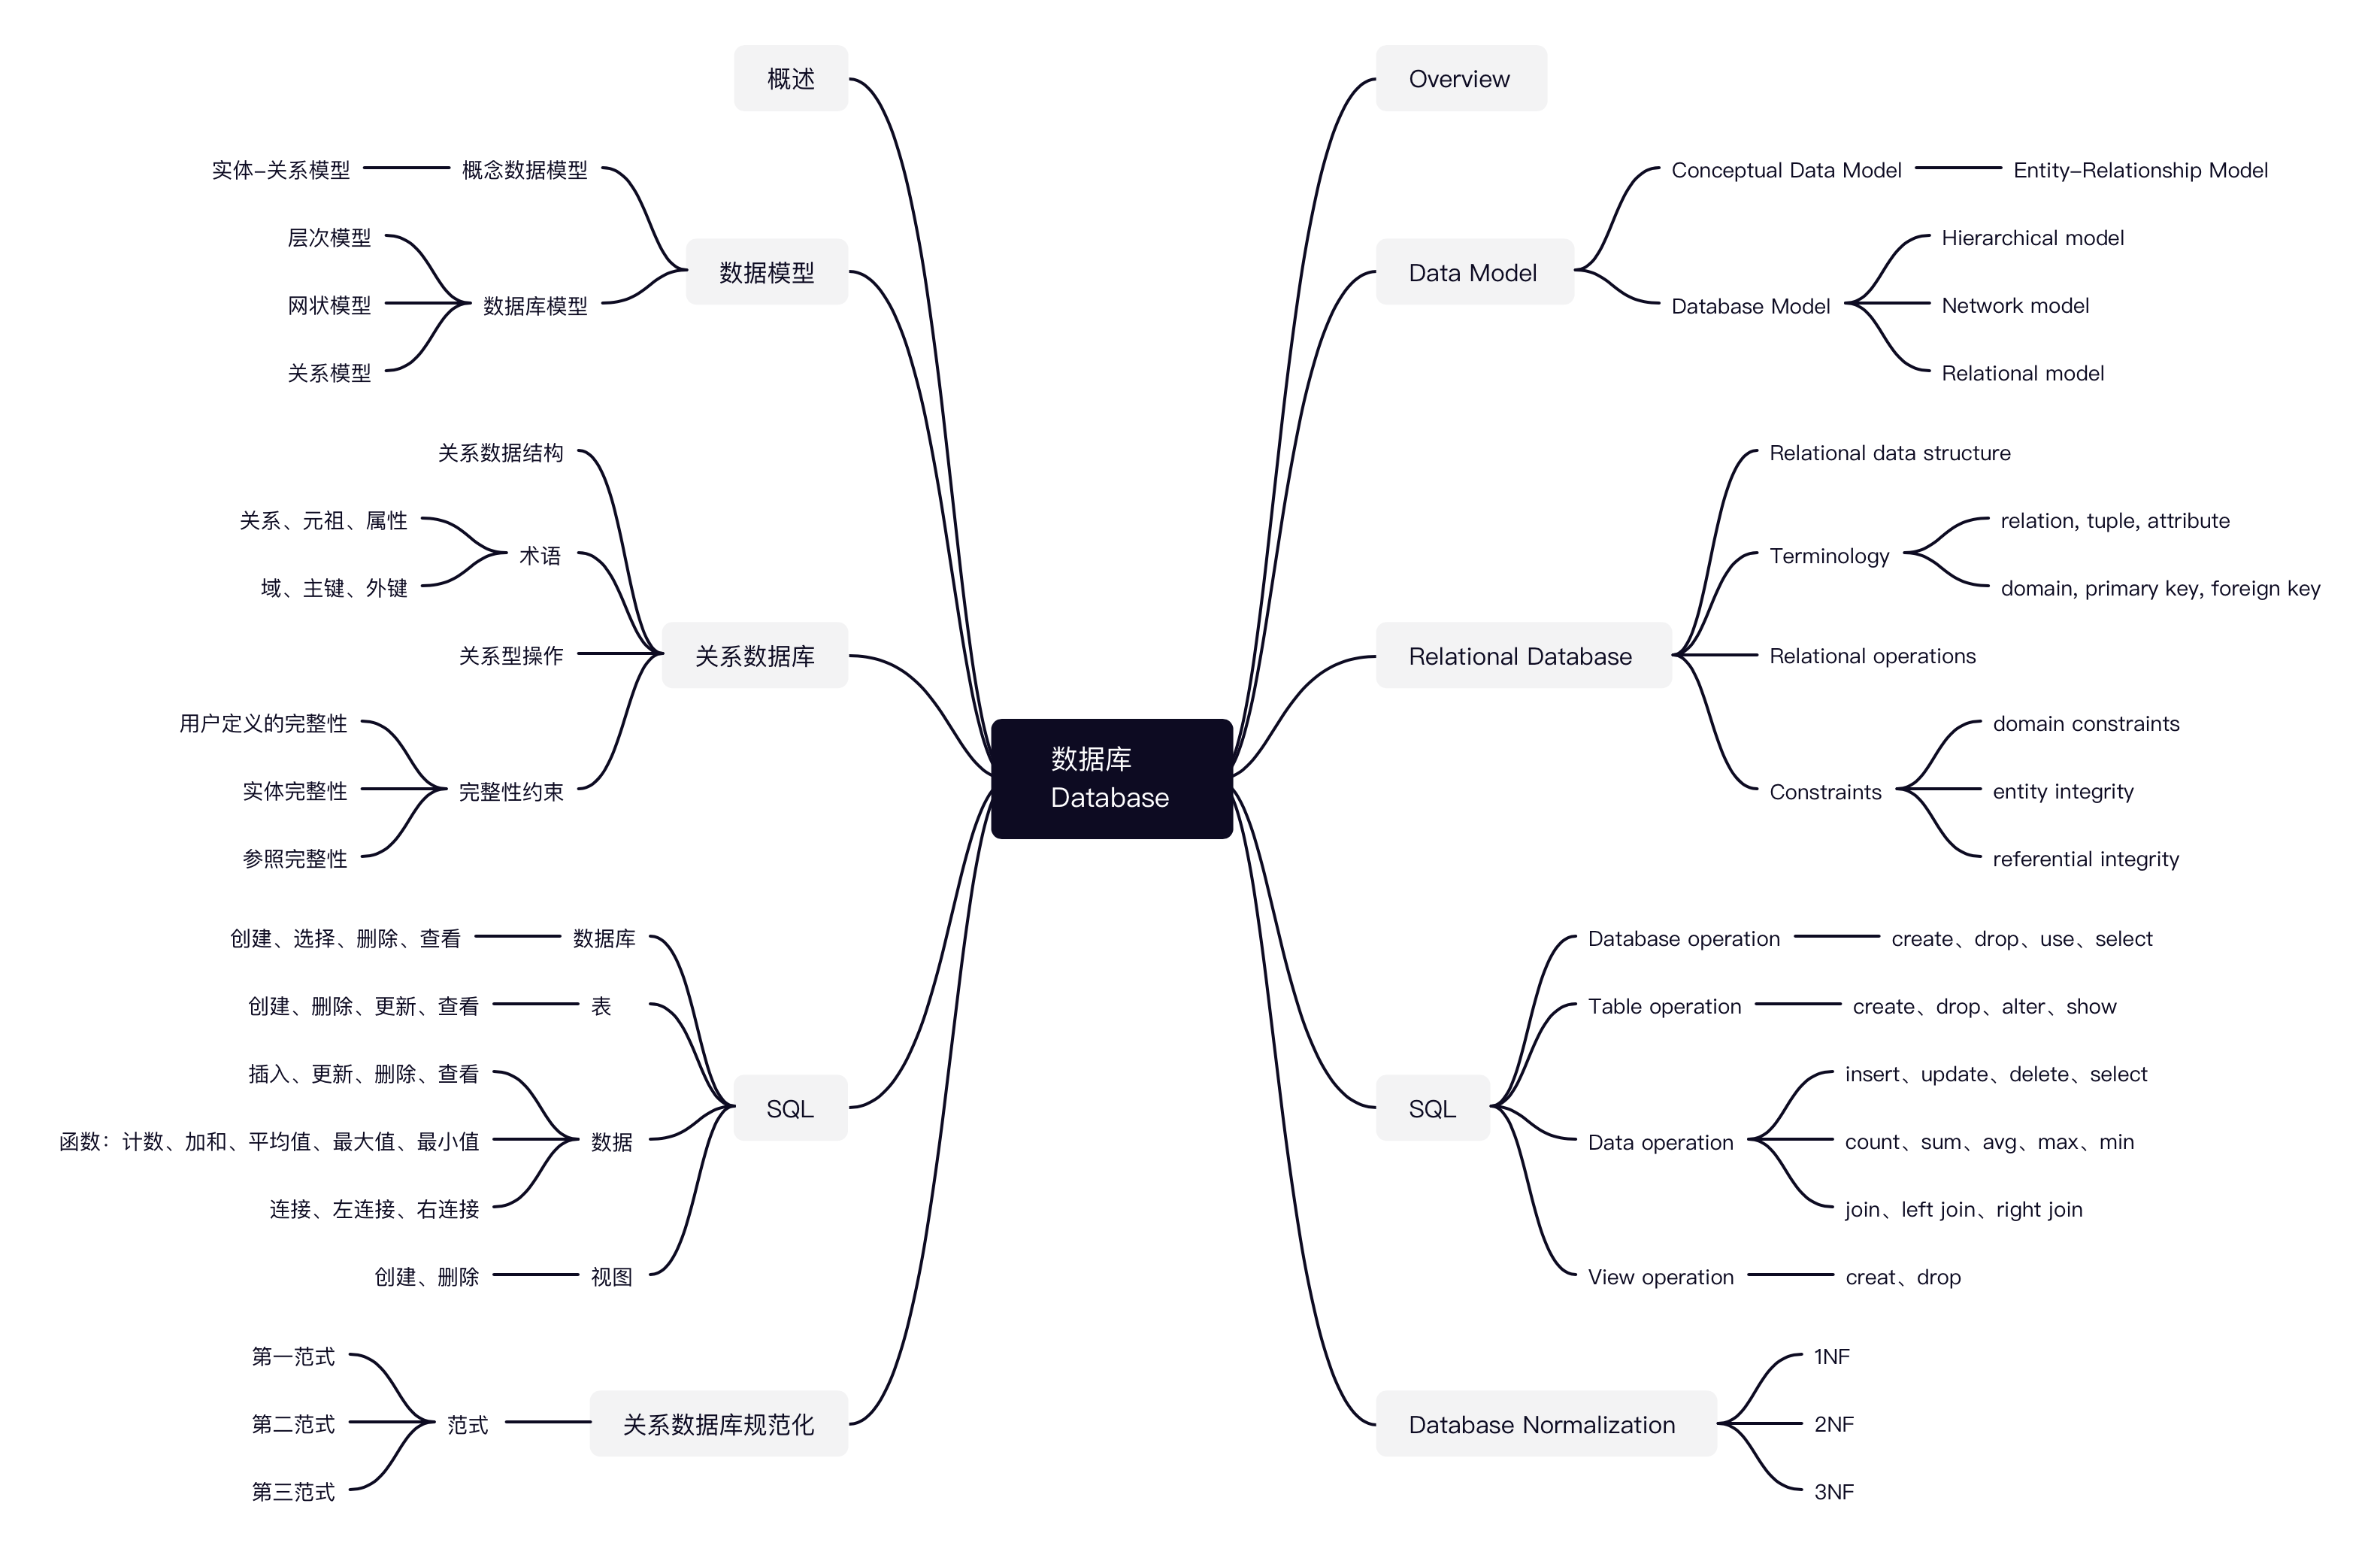 数据库
Database
概述
数据模型
概念数据模型
实体-关系模型
数据库模型
层次模型
网状模型
关系模型
关系数据库
关系数据结构
术语
关系、元祖、属性
域、主键、外键
关系型操作
完整性约束
用户定义的完整性
实体完整性
参照完整性
SQL
数据库
创建、选择、删除、查看
表
创建、删除、更新、查看
数据
插入、更新、删除、查看
函数：计数、加和、平均值、最大值、最小值
连接、左连接、右连接
视图
创建、删除
关系数据库规范化
范式
第一范式
第二范式
第三范式
Overview
Data Model
Conceptual Data Model
Entity-Relationship Model
Database Model
Hierarchical model
Network model
Relational model
Relational Database
Relational data structure
Terminology
relation, tuple, attribute
domain, primary key, foreign key
Relational operations
Constraints
domain constraints
entity integrity
referential integrity
SQL
Database operation
create、drop、use、select
Table operation
create、drop、alter、show
Data operation
insert、update、delete、select
count、sum、avg、max、min
join、left join、right join
View operation
creat、drop
Database Normalization
1NF
2NF
3NF